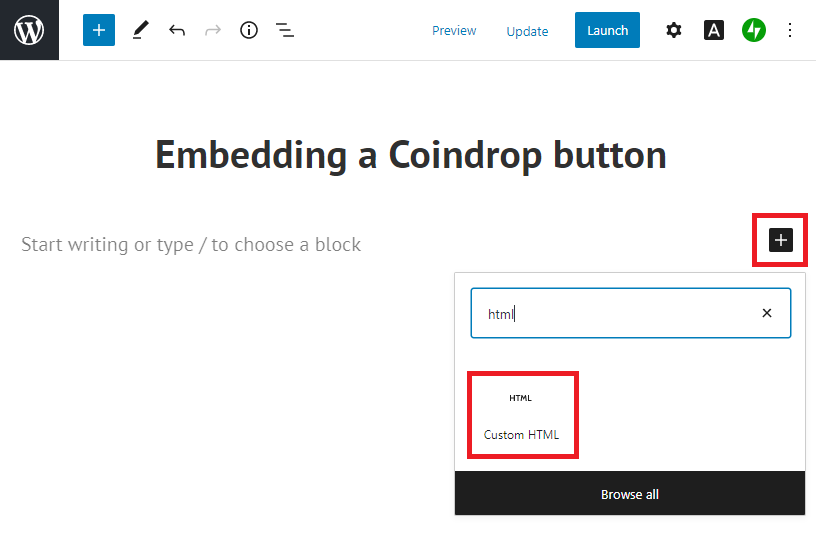 Preview Update Launch
Embedding a Coindrop button
Start writing or type / to choose a block
html
HTML
Custom HTML
Browse all